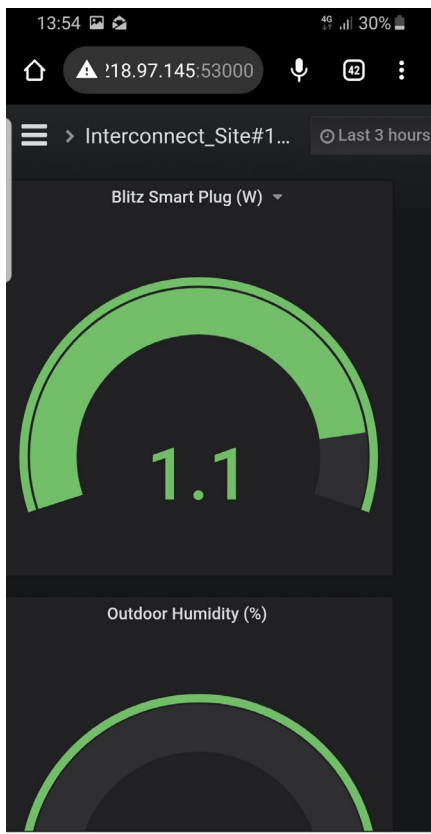 13:54 4G 30%
218.97.145:53000 42
> Interconnect_Site#1... Last 3 hours
Blitz Smart Plug (W)
1.1
Outdoor Humidity (%)